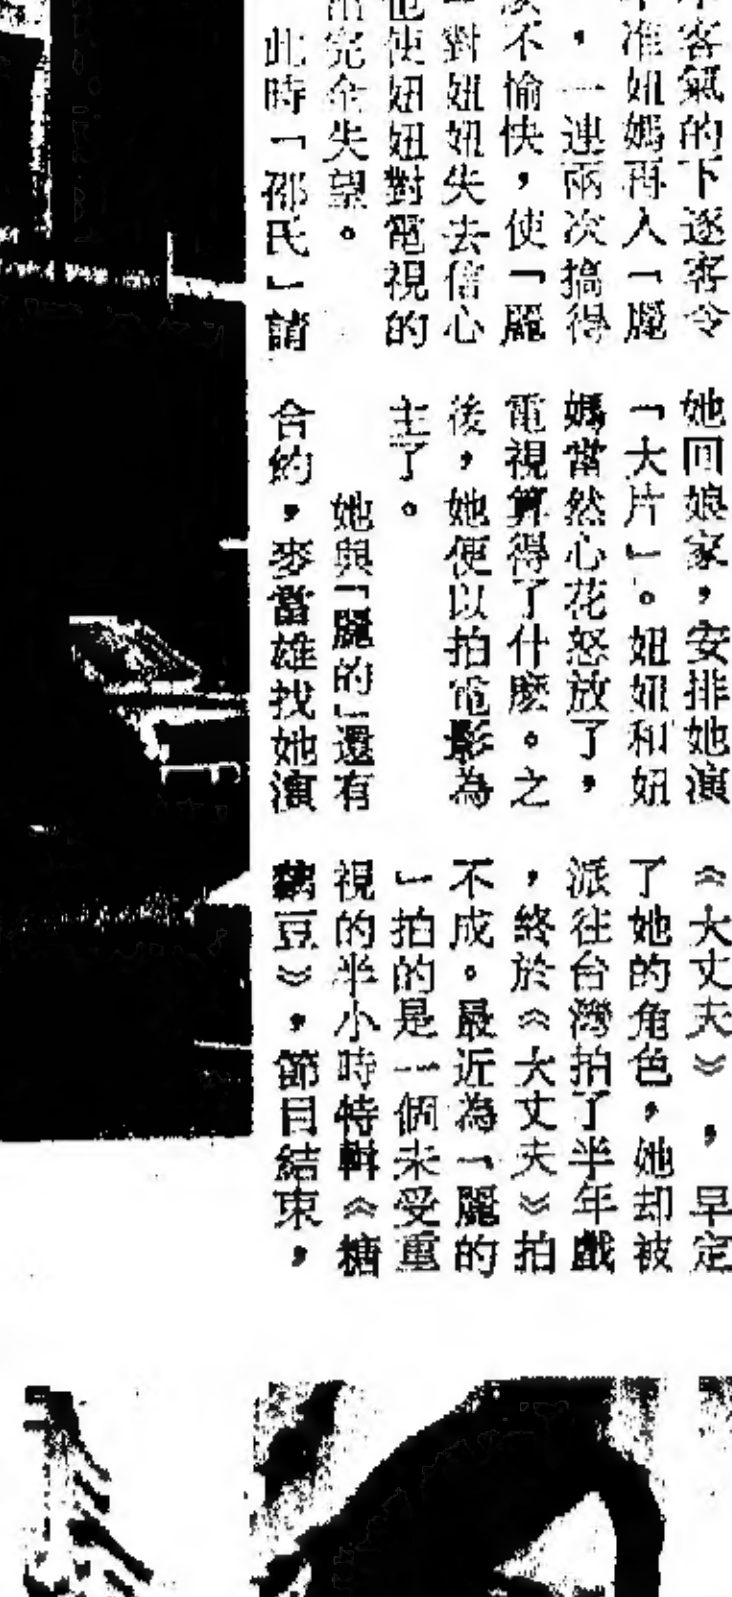 客氣的下逐客令
准妞媽再入「麗
，一連兩次搞得
不愉快，使「麗
對妞妞失去信心
也使妞妞對電視的
完全失望。
此時「邵氏」請
她回娘家，安排她演
「大片」。妞妞和妞
媽當然心花怒放了，
電視算得了什麼。之
後，她便以拍電影為
主了。
她與「麗的」還有
合約，麥當雄找她演
《大丈夫》，早定
了她的角色，她却被
派往台灣拍了半年戲
，終於《大丈夫》拍
不成。最近為「麗的
」拍的是一個未受重
視的半小時特輯《糖
藕豆》，節目結束，